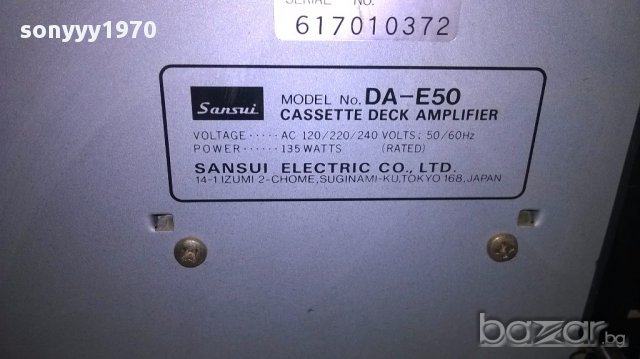 sonyyy1970
SERIAL NO.
617010372
Sansui
MODEL No. DA-E50
CASSETTE DECK AMPLIFIER
VOLTAGE ····· AC 120/220/240 VOLTS; 50/60Hz
POWER ······ 135 WATTS (RATED)
SANSUI ELECTRIC CO., LTD.
14-1 IZUMI 2-CHOME, SUGINAMI-KU, TOKYO 168, JAPAN
bazar.bg